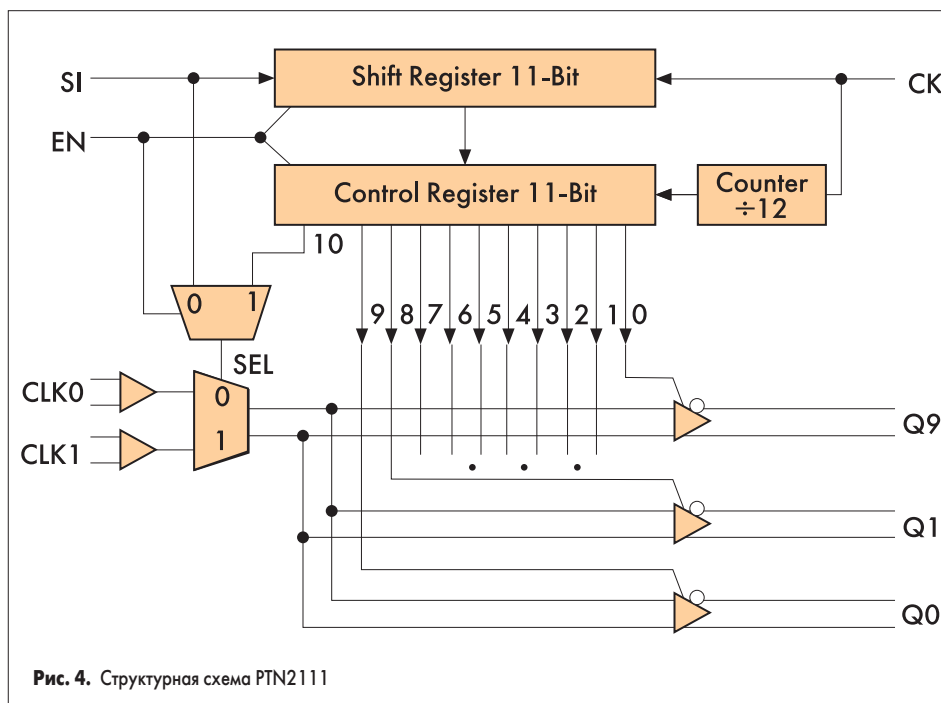 SI
Shift Register 11-Bit
CK
EN
Control Register 11-Bit
Counter
÷12
10
0 1
9 8 7 6 5 4 3 2 1 0
SEL
CLK0
0
CLK1
1
Q9
. . .
Q1
Q0
Рис. 4. Структурная схема PTN2111